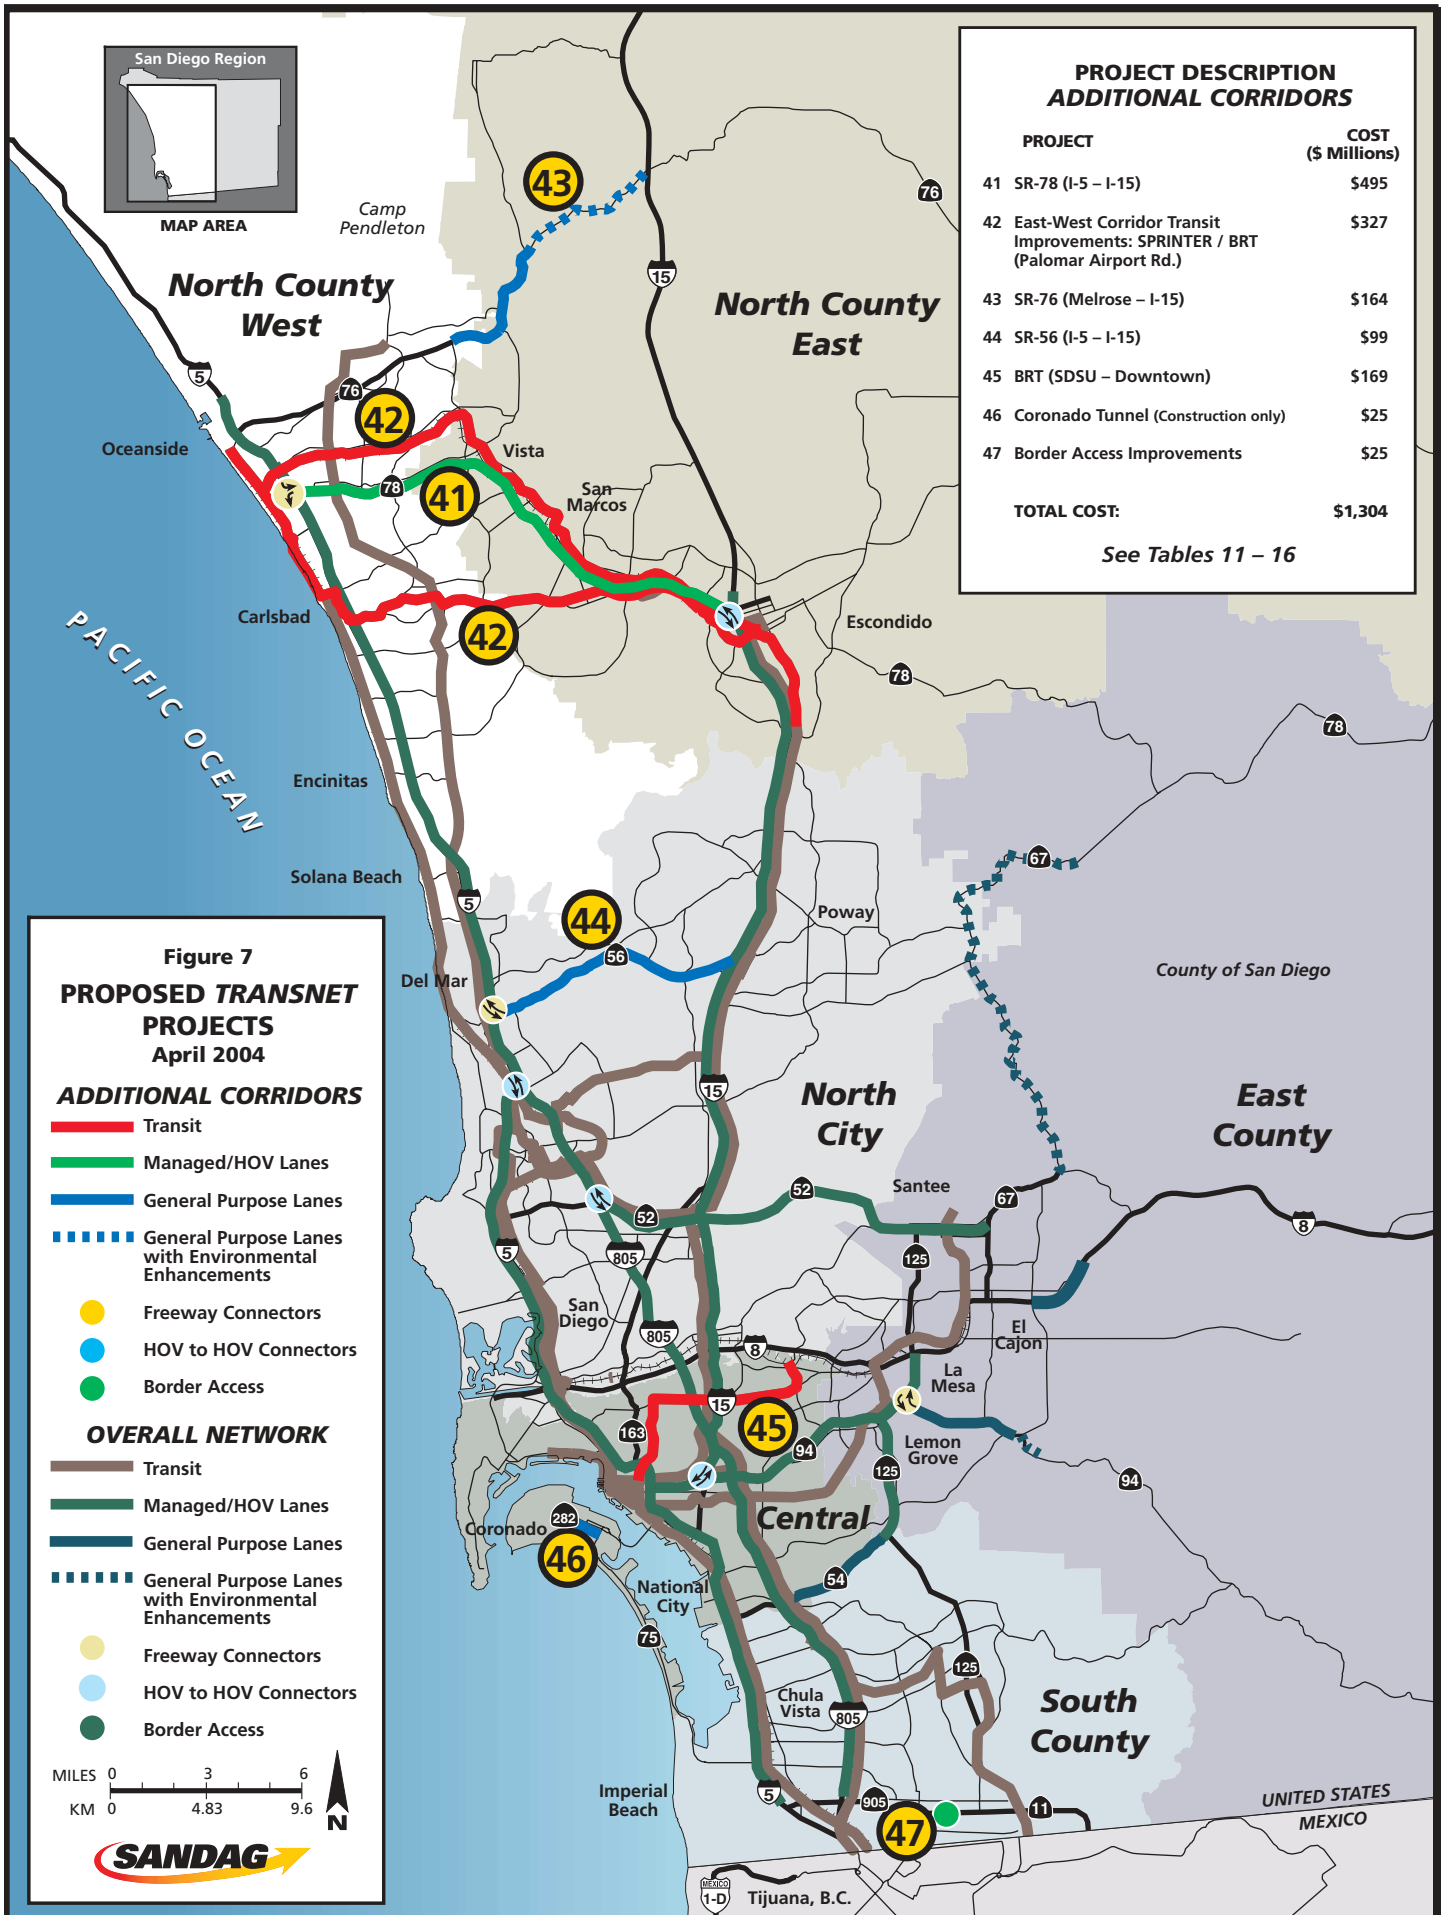 San Diego Region
MAP AREA
PROJECT DESCRIPTION
ADDITIONAL CORRIDORS
PROJECT
COST
($ Millions)
41 SR-78 (I-5 – I-15) $495
42 East-West Corridor Transit $327
Improvements: SPRINTER / BRT
(Palomar Airport Rd.)
43 SR-76 (Melrose – I-15) $164
44 SR-56 (I-5 – I-15) $99
45 BRT (SDSU – Downtown) $169
46 Coronado Tunnel (Construction only) $25
47 Border Access Improvements $25
TOTAL COST: $1,304
See Tables 11 – 16
Camp
Pendleton
43
76
15
North County
West
North County
East
5
76
42
Oceanside
Vista
78
41
San
Marcos
Carlsbad
42
Escondido
78
78
PACIFIC OCEAN
Encinitas
67
Solana Beach
5
44
Poway
56
Del Mar
County of San Diego
15
North
City
East
County
52
Santee
67
52
5
805
125
8
San
Diego
805
8
El
Cajon
La
Mesa
15
45
163
94
Lemon
Grove
125
94
Central
282
Coronado
46
54
National
City
75
125
Chula
Vista
805
South
County
Imperial
Beach
5
905
47
11
UNITED STATES
MEXICO
MEXICO
1-D
Tijuana, B.C.
Figure 7
PROPOSED TRANSNET
PROJECTS
April 2004
ADDITIONAL CORRIDORS
Transit
Managed/HOV Lanes
General Purpose Lanes
General Purpose Lanes
with Environmental
Enhancements
Freeway Connectors
HOV to HOV Connectors
Border Access
OVERALL NETWORK
Transit
Managed/HOV Lanes
General Purpose Lanes
General Purpose Lanes
with Environmental
Enhancements
Freeway Connectors
HOV to HOV Connectors
Border Access
MILES 0 3 6
KM 0 4.83 9.6
N
SANDAG